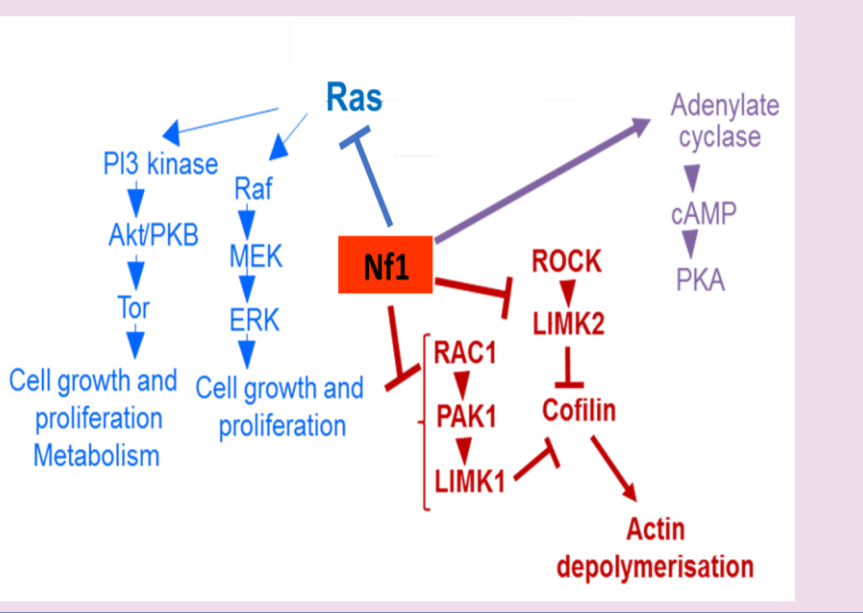 Ras
Adenylate
cyclase
PI3 kinase
Raf
cAMP
Akt/PKB
MEK
Nf1
ROCK
PKA
Tor
ERK
LIMK2
RAC1
Cell growth and
proliferation
Metabolism
Cell growth and
proliferation
PAK1
Cofilin
LIMK1
Actin
depolymerisation